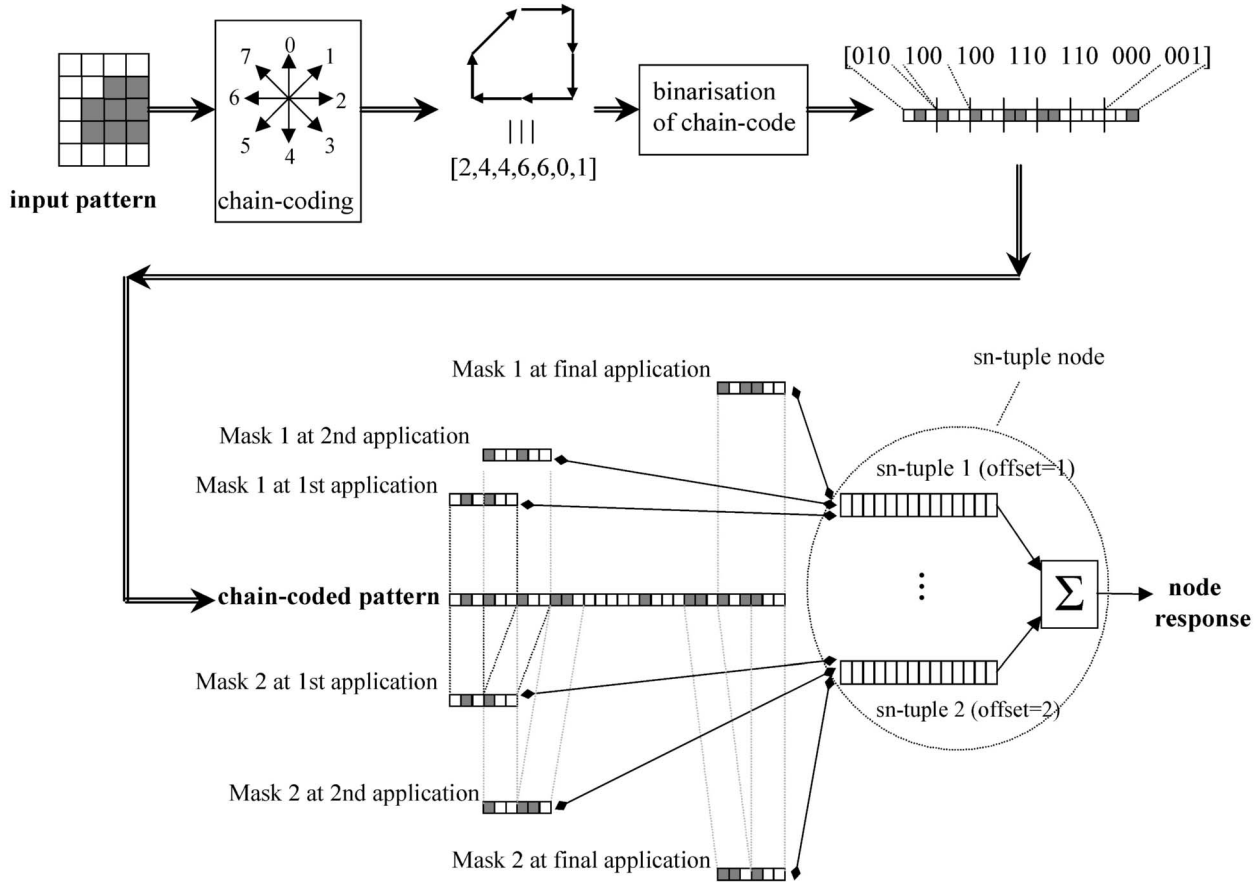 input pattern
0
1
2
3
4
5
6
7
chain-coding
[2,4,4,6,6,0,1]
binarisation
of chain-code
[010 100 100 110 110 000 001]
Mask 1 at final application
sn-tuple node
Mask 1 at 2nd application
sn-tuple 1 (offset=1)
Mask 1 at 1st application
chain-coded pattern
Σ
node
response
Mask 2 at 1st application
sn-tuple 2 (offset=2)
Mask 2 at 2nd application
Mask 2 at final application